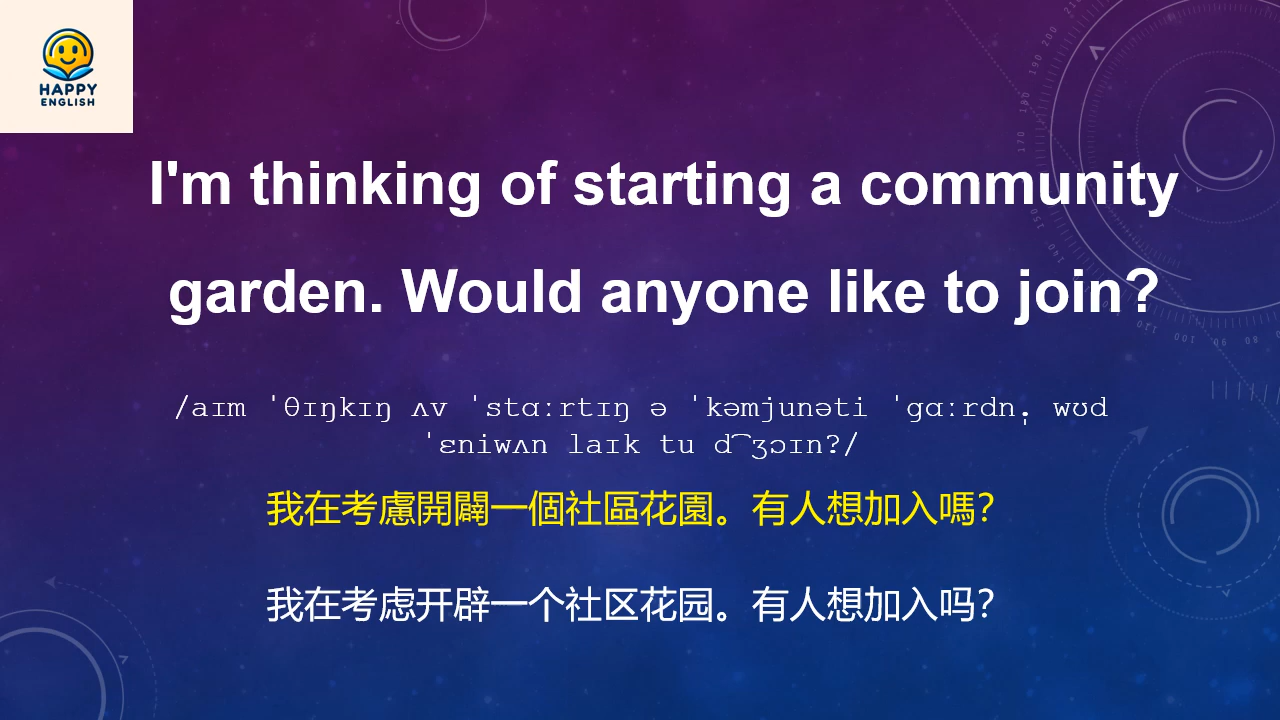 HAPPY
ENGLISH
I'm thinking of starting a community
garden. Would anyone like to join?
/aɪm ˈθɪŋkɪŋ ʌv ˈstɑːrtɪŋ ə ˈkəmjunəti ˈɡɑːrdn̩. wʊd
ˈɛniwʌn laɪk tu d͡ʒɔɪn?/
我在考慮開闢一個社區花園。有人想加入嗎？
我在考虑开辟一个社区花园。有人想加入吗？